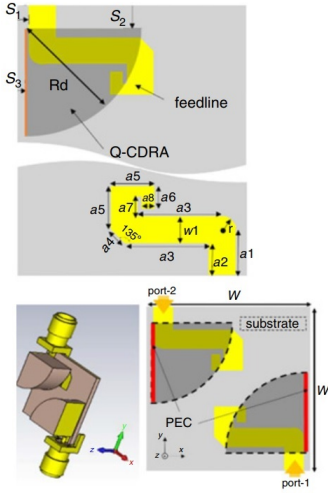 S1
S2
S3
Rd
feedline
Q-CDRA
a5
a8
a6
a5
a7
a3
r
135°
w1
a4
a3
a2
a1
port-2
W
substrate
PEC
W
y
z
x
y
z
x
port-1